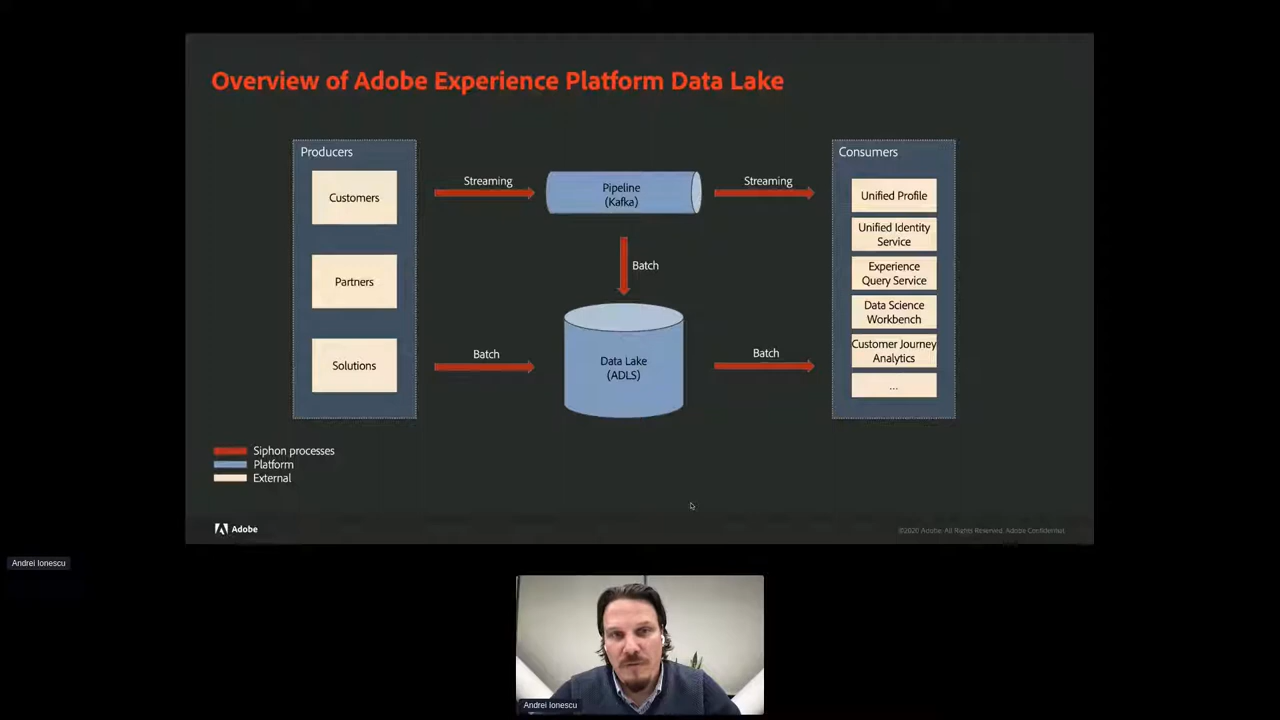 Overview of Adobe Experience Platform Data Lake
Producers
Customers
Partners
Solutions
Streaming
Pipeline
(Kafka)
Streaming
Batch
Batch
Data Lake
(ADLS)
Batch
Consumers
Unified Profile
Unified Identity
Service
Experience
Query Service
Data Science
Workbench
Customer Journey
Analytics
...
Siphon processes
Platform
External
Adobe
©2020 Adobe. All Rights Reserved. Adobe Confidential.
Andrei Ionescu
Andrei Ionescu